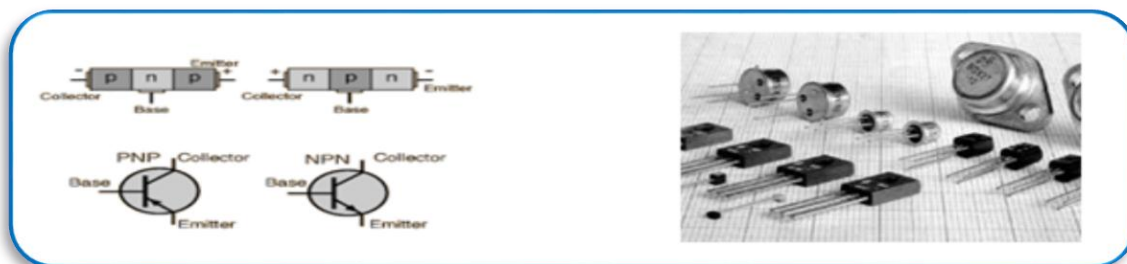 Emitter
- p n p +
Collector
Base
+ n p n -
Collector
Emitter
Base
PNP Collector
Base
Emitter
NPN Collector
Base
Emitter